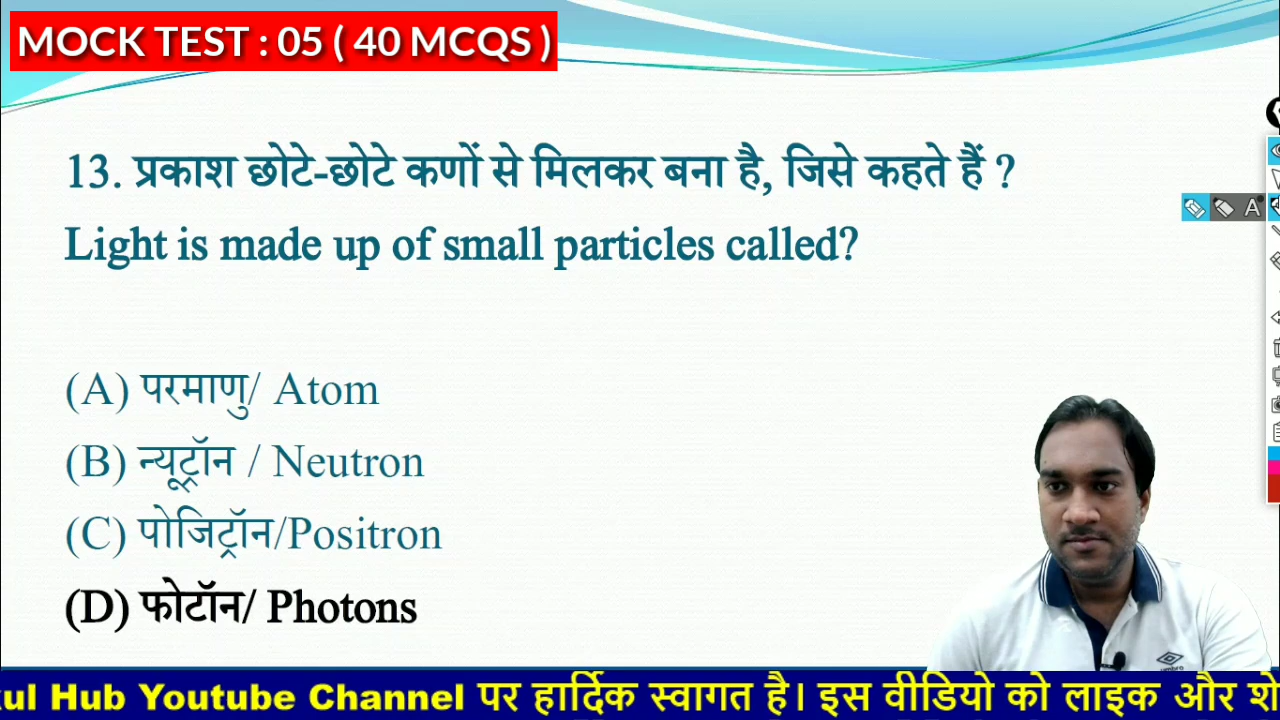 MOCK TEST : 05 ( 40 MCQS )
13. प्रकाश छोटे-छोटे कणों से मिलकर बना है, जिसे कहते हैं ?
Light is made up of small particles called?
A
(A) परमाणु/ Atom
(B) न्यूट्रॉन / Neutron
(C) पोजिट्रॉन/Positron
(D) फोटॉन/ Photons
umbro
Hub Youtube Channel पर हार्दिक स्वागत है। इस वीडियो को लाइक और